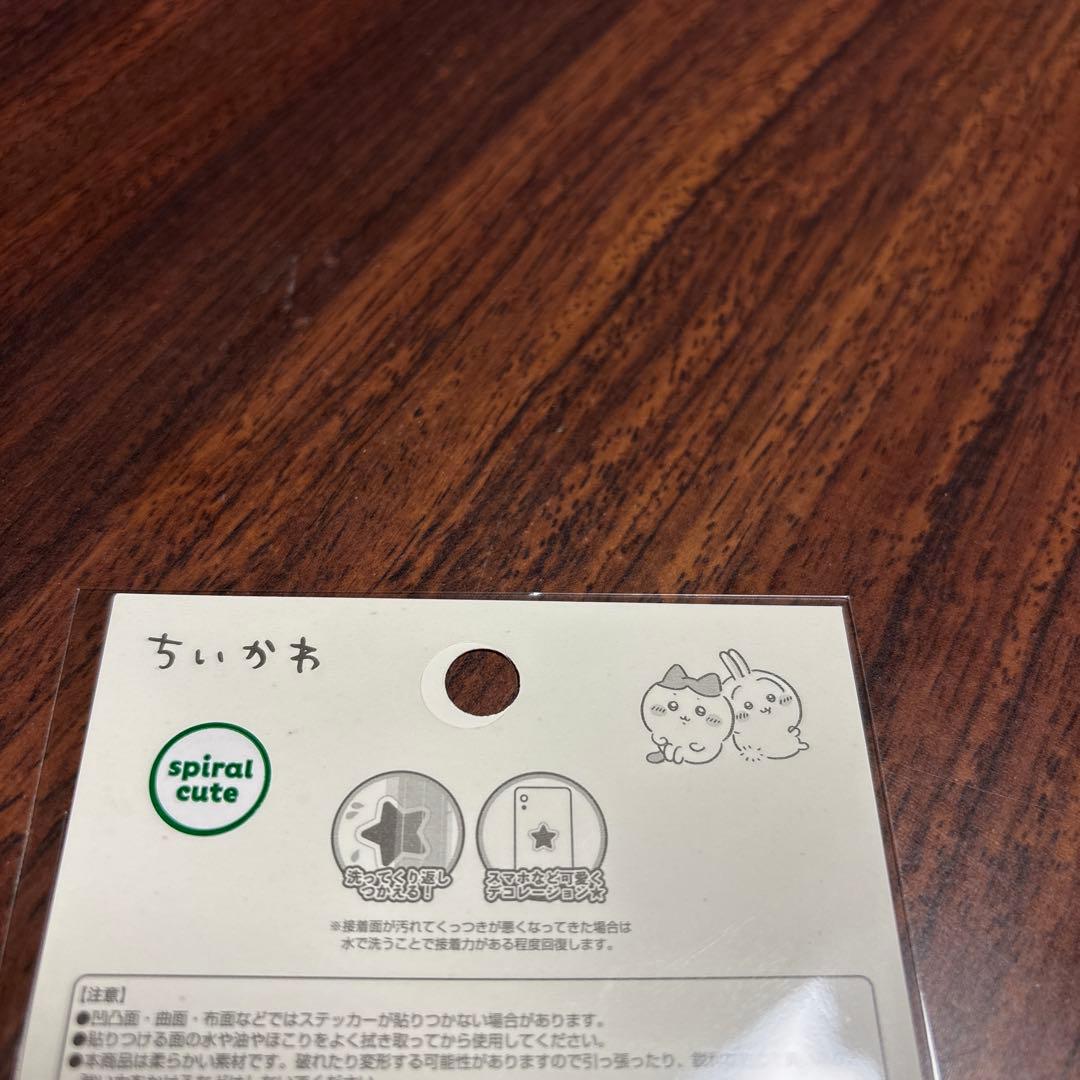 ちいかわ
spiral
cute
洗ってくり返し
つかえる！
スマホなど可愛く
デコレーション★
※接着面が汚れてくっつきが悪くなってきた場合は
水で洗うことで接着力がある程度回復します。
【注意】
●凹凸面・曲面・布面などではステッカーが貼りつかない場合があります。
●貼りつける面の水や油やほこりをよく拭き取ってから使用してください。
●本商品は柔らかい素材です。破れたり変形する可能性がありますので引っ張ったり、